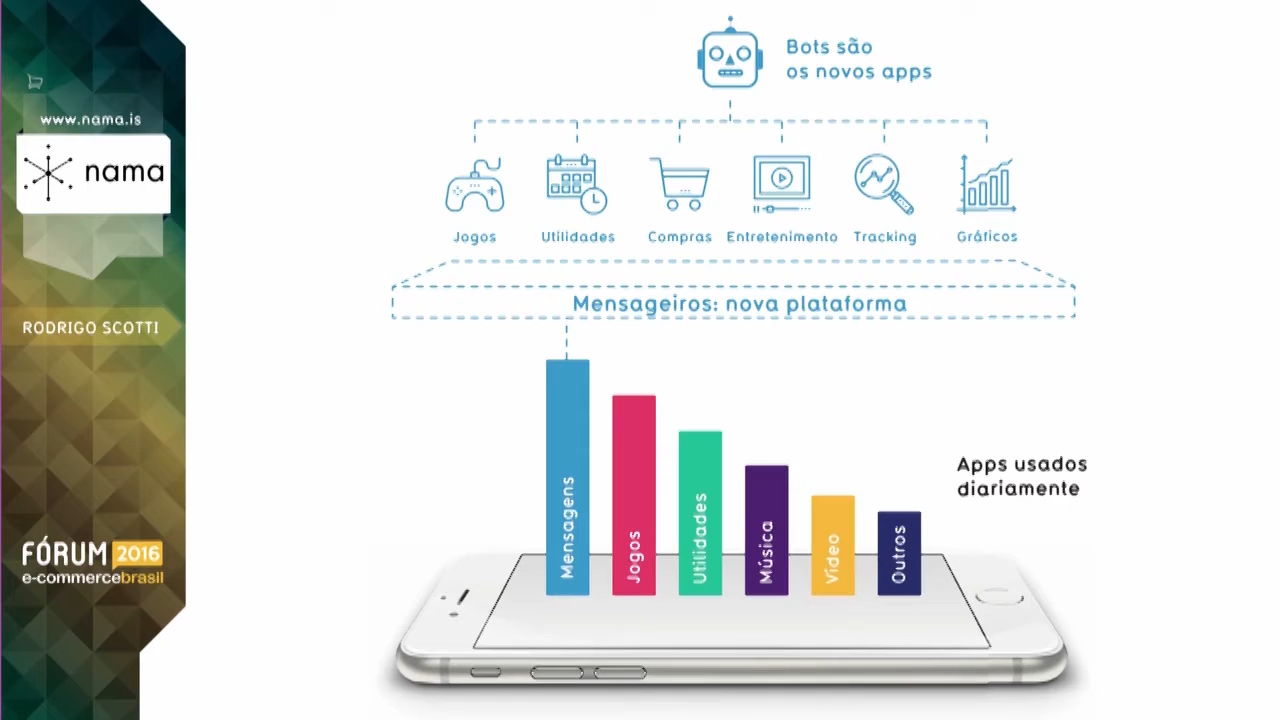 www.nama.is
nama
RODRIGO SCOTTI
FÓRUM 2016
e-commercebrasil
Bots são
os novos apps
Jogos
Utilidades
Compras
Entretenimento
Tracking
Gráficos
Mensageiros: nova plataforma
Mensagens
Jogos
Utilidades
Música
Vídeo
Outros
Apps usados
diariamente